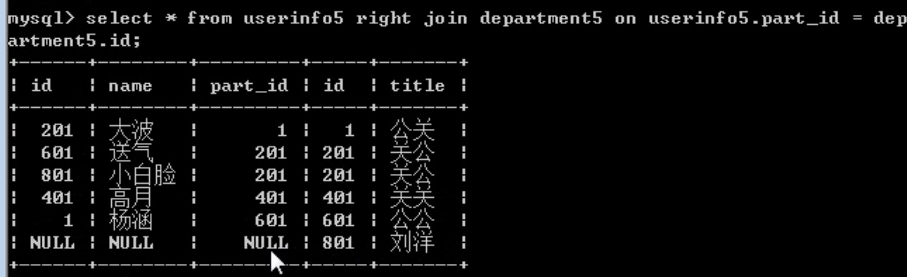 mysql> select * from userinfo5 right join department5 on userinfo5.part_id = dep
artment5.id;
+------+--------+---------+-----+-------+
| id | name | part_id | id | title |
+------+--------+---------+-----+-------+
| 201 | 大波 | 1 | 1 | 公关 |
| 601 | 送气 | 201 | 201 | 关公 |
| 801 | 小白脸 | 201 | 201 | 关公 |
| 401 | 高月 | 401 | 401 | 关关 |
| 1 | 杨涵 | 601 | 601 | 公公 |
| NULL | NULL | NULL | 801 | 刘洋 |
+------+--------+---------+-----+-------+